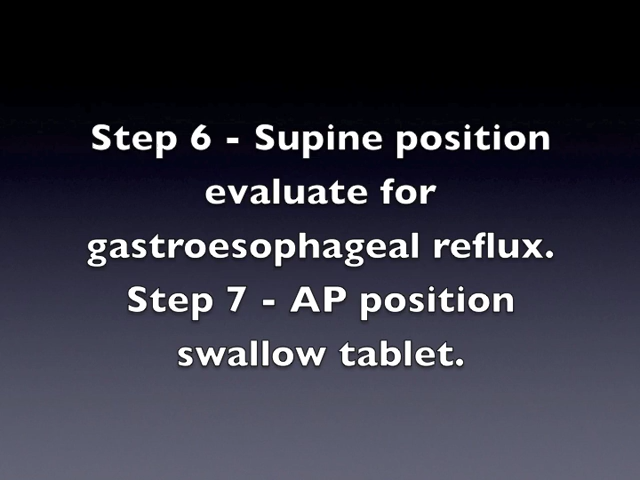 Step 6 - Supine position
evaluate for
gastroesophageal reflux.
Step 7 - AP position
swallow tablet.